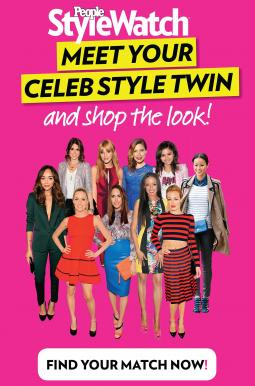 People
StyleWatch
MEET YOUR
CELEB STYLE TWIN
and shop the look!
FIND YOUR MATCH NOW!